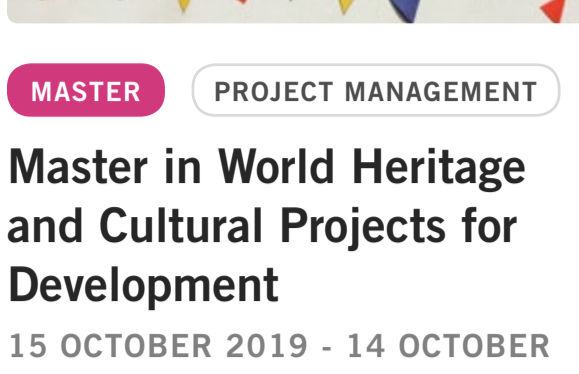 MASTER PROJECT MANAGEMENT
Master in World Heritage
and Cultural Projects for
Development
15 OCTOBER 2019 - 14 OCTOBER